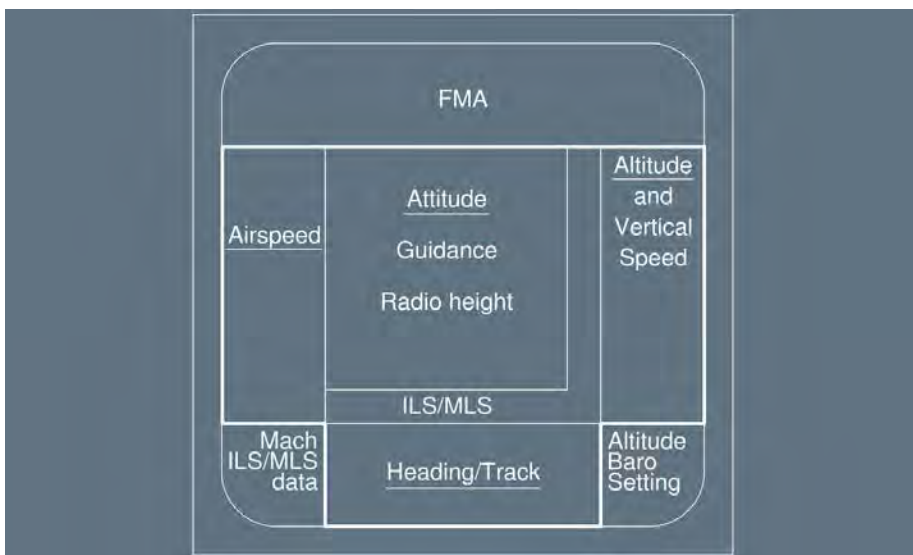 FMA
Airspeed
Attitude
Guidance
Radio height
Altitude
and
Vertical
Speed
ILS/MLS
Mach
ILS/MLS
data
Heading/Track
Altitude
Baro
Setting